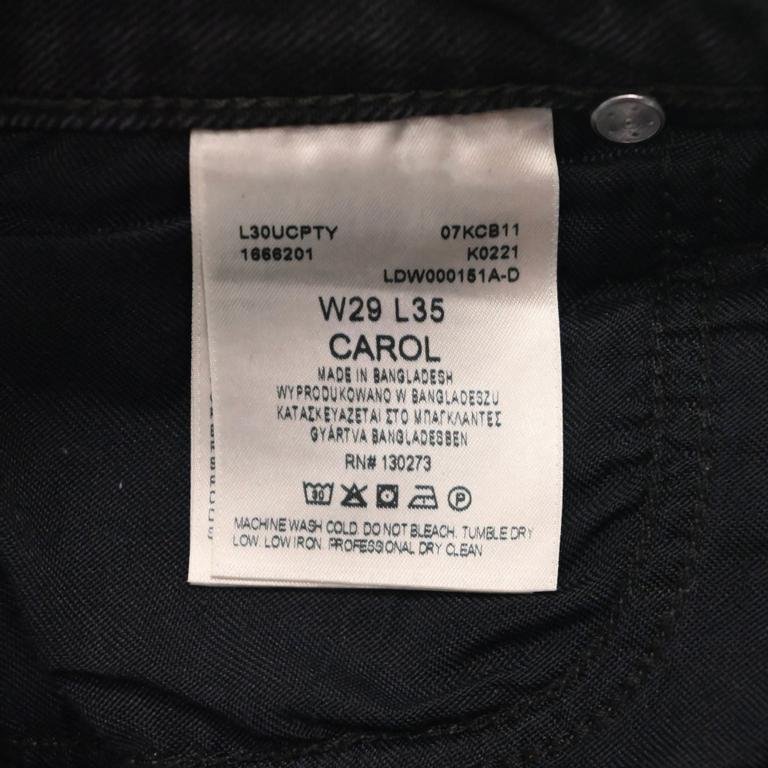 L30UCPTY 07KCB11
1666201 K0221
LDW000151A-D
W29 L35
CAROL
MADE IN BANGLADESH
WYPRODUKOWANO W BANGLADESZU
ΚΑΤΑΣΚΕΥΑΖΕΤΑΙ ΣΤΟ ΜΠΑΓΚΛΑΝΤΕΣ
GYÁRTVA BANGLADESBEN
RN# 130273
30 P
MACHINE WASH COLD. DO NOT BLEACH. TUMBLE DRY
LOW. LOW IRON. PROFESSIONAL DRY CLEAN